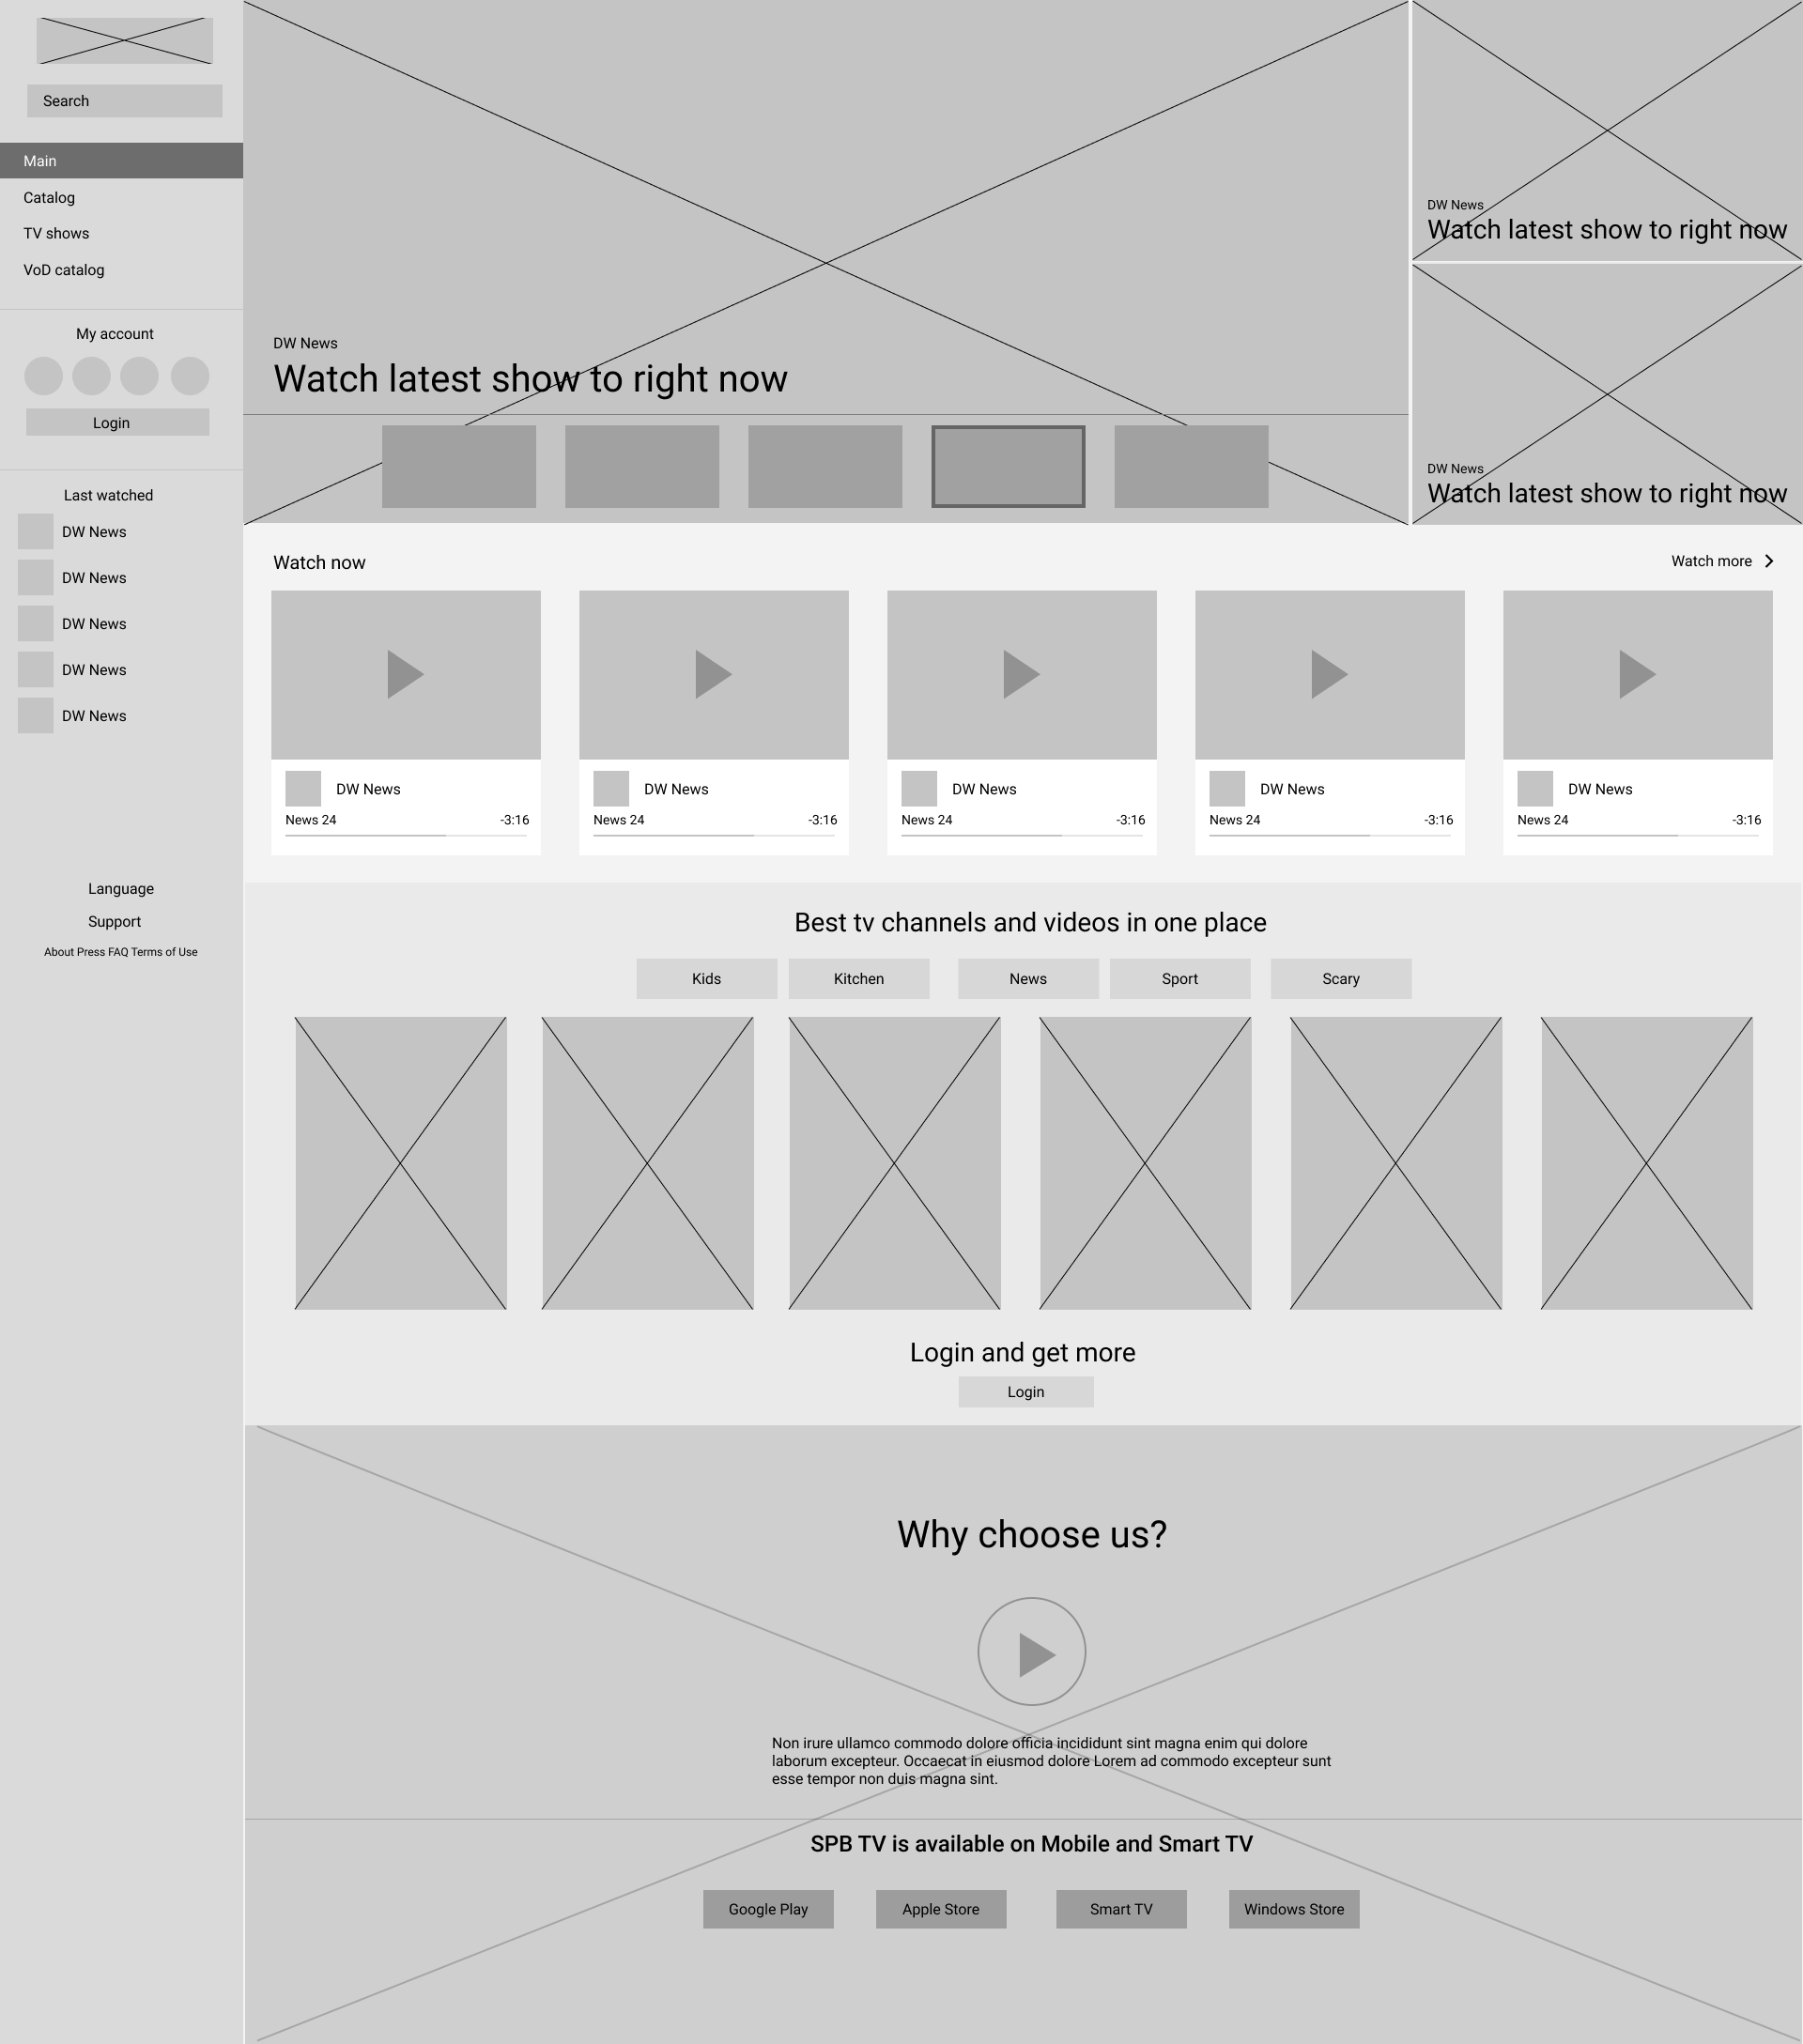 Search
Main
Catalog
TV shows
VoD catalog
My account
Login
Last watched
DW News
DW News
DW News
DW News
DW News
Language
Support
About Press FAQ Terms of Use
DW News
Watch latest show to right now
DW News
Watch latest show to right now
DW News
Watch latest show to right now
Watch now
Watch more
DW News
News 24 -3:16
DW News
News 24 -3:16
DW News
News 24 -3:16
DW News
News 24 -3:16
DW News
News 24 -3:16
Best tv channels and videos in one place
Kids Kitchen News Sport Scary
Login and get more
Login
Why choose us?
Non irure ullamco commodo dolore officia incididunt sint magna enim qui dolore
laborum excepteur. Occaecat in eiusmod dolore Lorem ad commodo excepteur sunt
esse tempor non duis magna sint.
SPB TV is available on Mobile and Smart TV
Google Play Apple Store Smart TV Windows Store